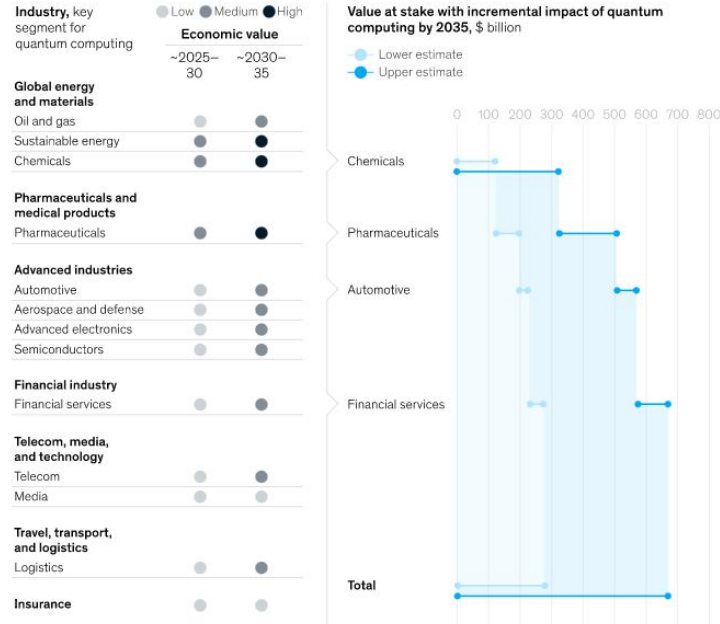 Industry, key
segment for
quantum computing
Low Medium High
Economic value
~2025–
30
~2030–
35
Global energy
and materials
Oil and gas
Sustainable energy
Chemicals
Pharmaceuticals and
medical products
Pharmaceuticals
Advanced industries
Automotive
Aerospace and defense
Advanced electronics
Semiconductors
Financial industry
Financial services
Telecom, media,
and technology
Telecom
Media
Travel, transport,
and logistics
Logistics
Insurance
Value at stake with incremental impact of quantum
computing by 2035, $ billion
Lower estimate
Upper estimate
0 100 200 300 400 500 600 700 800
Chemicals
Pharmaceuticals
Automotive
Financial services
Total